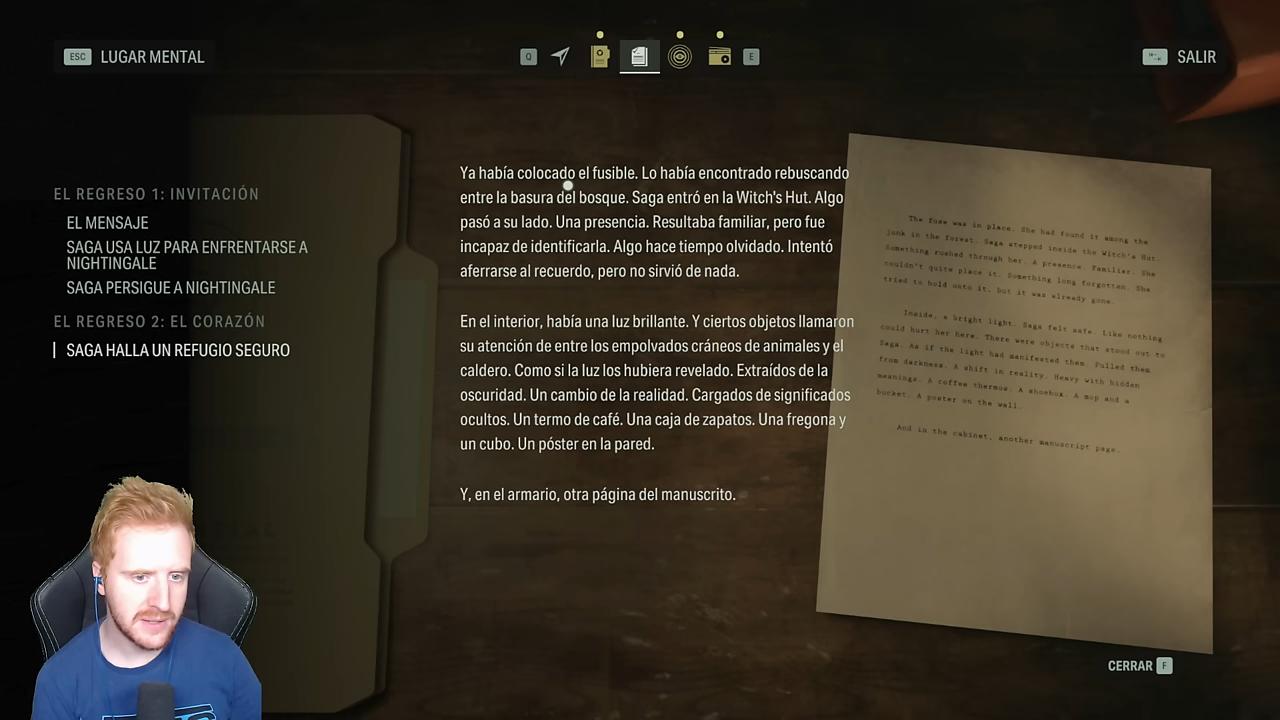 ESC LUGAR MENTAL
Q
E
SALIR
EL REGRESO 1: INVITACIÓN
EL MENSAJE
SAGA USA LUZ PARA ENFRENTARSE A
NIGHTINGALE
SAGA PERSIGUE A NIGHTINGALE
EL REGRESO 2: EL CORAZÓN
SAGA HALLA UN REFUGIO SEGURO
Ya había colocado el fusible. Lo había encontrado rebuscando
entre la basura del bosque. Saga entró en la Witch's Hut. Algo
pasó a su lado. Una presencia. Resultaba familiar, pero fue
incapaz de identificarla. Algo hace tiempo olvidado. Intentó
aferrarse al recuerdo, pero no sirvió de nada.
En el interior, había una luz brillante. Y ciertos objetos llamaron
su atención de entre los empolvados cráneos de animales y el
caldero. Como si la luz los hubiera revelado. Extraídos de la
oscuridad. Un cambio de la realidad. Cargados de significados
ocultos. Un termo de café. Una caja de zapatos. Una fregona y
un cubo. Un póster en la pared.
Y, en el armario, otra página del manuscrito.
The fuse was in place. She had found it among the
junk in the forest. Saga stepped inside the Witch's Hut.
Something rushed through her. A presence. Familiar. She
couldn't quite place it. Something long forgotten. She
tried to hold onto it, but it was already gone.
Inside, a bright light. Saga felt safe. Like nothing
could hurt her here. There were objects that stood out to
Saga. As if the light had manifested them. Pulled them
from darkness. A shift in reality. Heavy with hidden
meanings. A coffee thermos. A shoebox. A mop and a
bucket. A poster on the wall.
And in the cabinet, another manuscript page.
CERRAR F